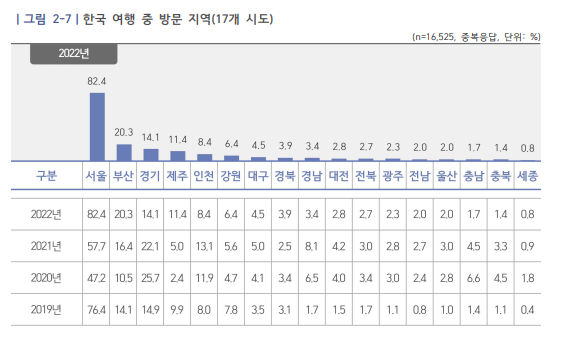 | 그림 2-7 | 한국 여행 중 방문 지역(17개 시도)
(n=16,525, 중복응답, 단위: %)
2022년
82.4 20.3 14.1 11.4 8.4 6.4 4.5 3.9 3.4 2.8 2.7 2.3 2.0 2.0 1.7 1.4 0.8
구분 서울 부산 경기 제주 인천 강원 대구 경북 경남 대전 전북 광주 전남 울산 충남 충북 세종
2022년 82.4 20.3 14.1 11.4 8.4 6.4 4.5 3.9 3.4 2.8 2.7 2.3 2.0 2.0 1.7 1.4 0.8
2021년 57.7 16.4 22.1 5.0 13.1 5.6 5.0 2.5 8.1 4.2 3.0 2.8 2.7 3.0 4.5 3.3 0.9
2020년 47.2 10.5 25.7 2.4 11.9 4.7 4.1 3.4 6.5 4.0 3.4 3.0 2.4 2.8 6.6 4.5 1.8
2019년 76.4 14.1 14.9 9.9 8.0 7.8 3.5 3.1 1.7 1.5 1.7 1.1 0.8 1.0 1.4 1.1 0.4